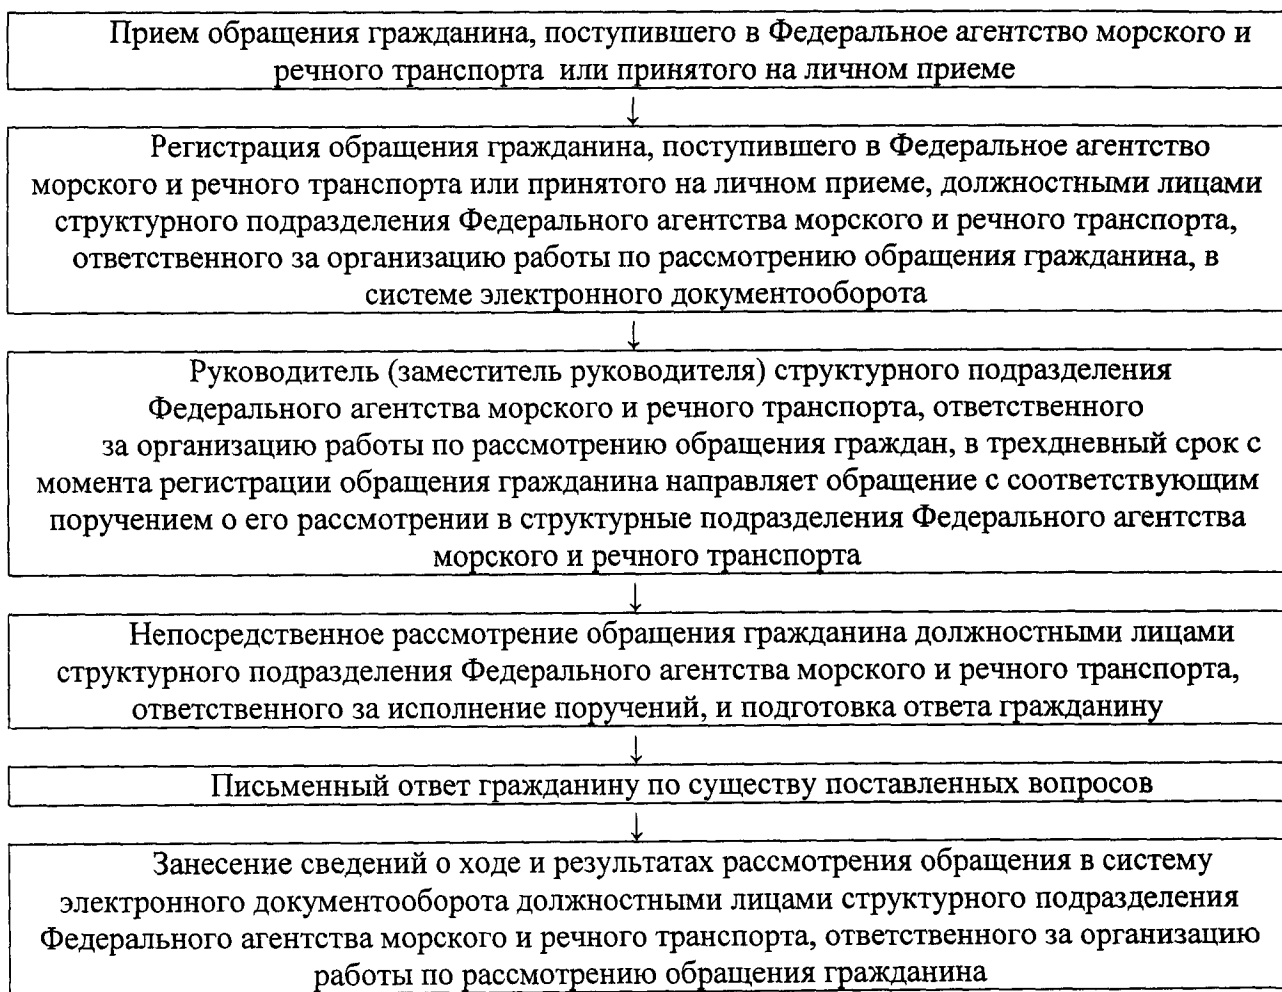 Прием обращения гражданина, поступившего в Федеральное агентство морского и
речного транспорта или принятого на личном приеме
↓
Регистрация обращения гражданина, поступившего в Федеральное агентство
морского и речного транспорта или принятого на личном приеме, должностными лицами
структурного подразделения Федерального агентства морского и речного транспорта,
ответственного за организацию работы по рассмотрению обращения гражданина, в
системе электронного документооборота
↓
Руководитель (заместитель руководителя) структурного подразделения
Федерального агентства морского и речного транспорта, ответственного
за организацию работы по рассмотрению обращения граждан, в трехдневный срок с
момента регистрации обращения гражданина направляет обращение с соответствующим
поручением о его рассмотрении в структурные подразделения Федерального агентства
морского и речного транспорта
↓
Непосредственное рассмотрение обращения гражданина должностными лицами
структурного подразделения Федерального агентства морского и речного транспорта,
ответственного за исполнение поручений, и подготовка ответа гражданину
↓
Письменный ответ гражданину по существу поставленных вопросов
↓
Занесение сведений о ходе и результатах рассмотрения обращения в систему
электронного документооборота должностными лицами структурного подразделения
Федерального агентства морского и речного транспорта, ответственного за организацию
работы по рассмотрению обращения гражданина